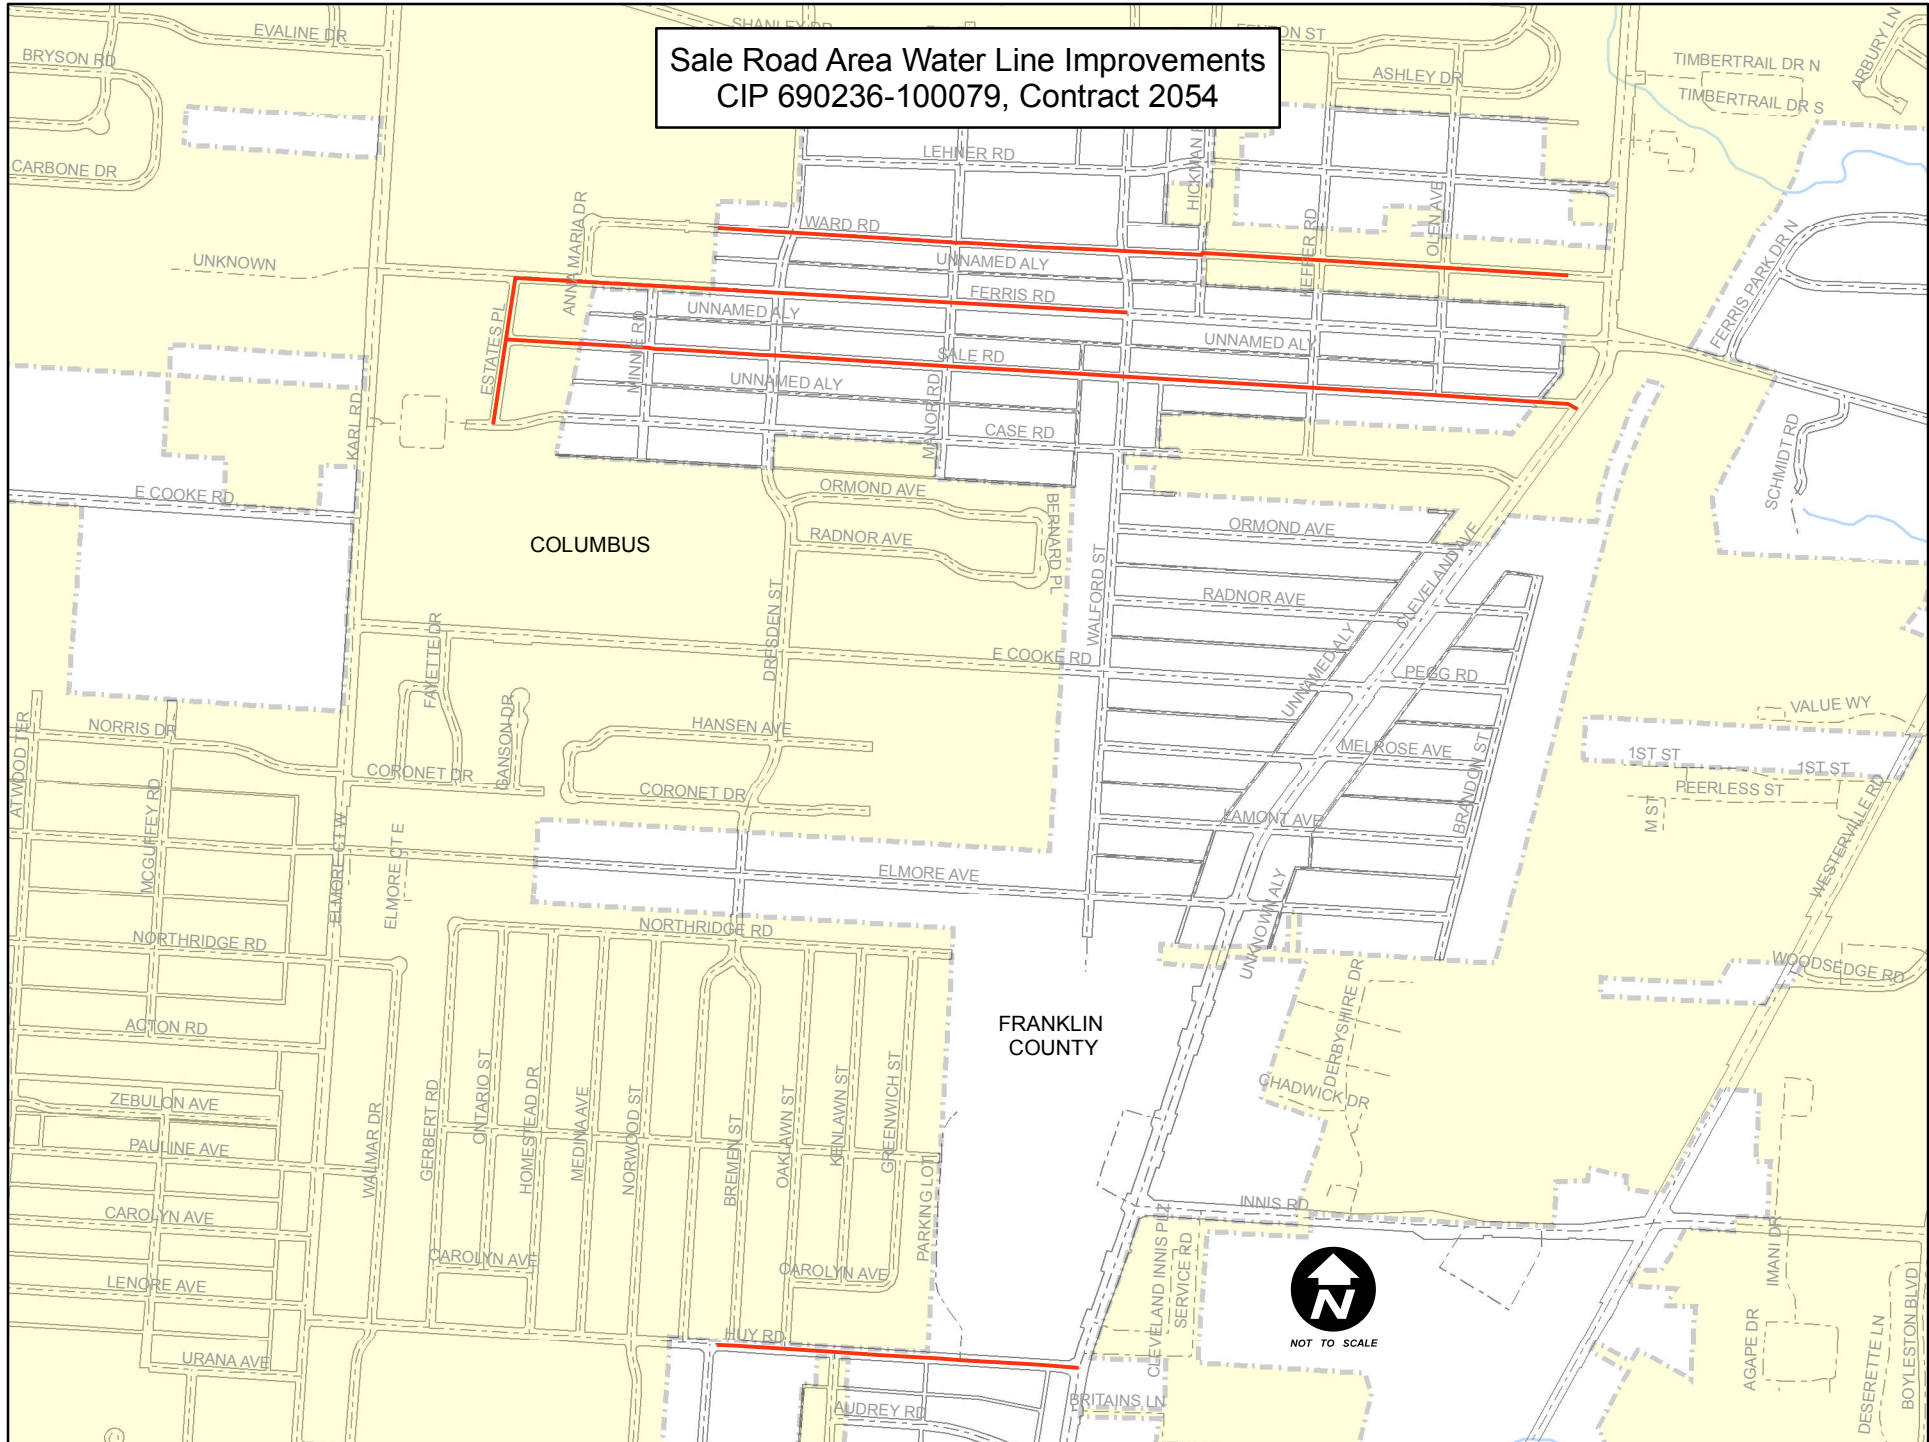 SHANLEY DR
FENTON ST
EVALINE DR
BRYSON RD
Sale Road Area Water Line Improvements
CIP 690236-100079, Contract 2054
ASHLEY DR
TIMBERTRAIL DR N
TIMBERTRAIL DR S
ARBURY LN
CARBONE DR
LEHNER RD
HICKMAN
ANNA MARIA DR
WARD RD
KEFFER RD
OLEN AVE
UNKNOWN
UNNAMED ALY
FERRIS RD
FERRIS PARK DR N
UNNAMED ALY
ESTATES PL
MINNIE RD
SALE RD
UNNAMED ALY
UNNAMED ALY
MANOR RD
KARL RD
CASE RD
SCHMIDT RD
E COOKE RD
ORMOND AVE
BERNARD PL
ORMOND AVE
COLUMBUS
RADNOR AVE
CLEVELAND AVE
WALFORD ST
RADNOR AVE
DRESDEN ST
FAYETTE DR
E COOKE RD
UNNAMED ALY
PEGG RD
VALUE WY
ATWOOD TER
NORRIS DR
GANSON DR
HANSEN AVE
MELROSE AVE
BRANDON ST
1ST ST
1ST ST
CORONET DR
CORONET DR
PEERLESS ST
M ST
MCGUFFEY RD
ELMORE CT W
ELMORE CT E
LAMONT AVE
WESTERVILLE RD
ELMORE AVE
UNKNOWN ALY
NORTHRIDGE RD
NORTHRIDGE RD
WOODSEDGE RD
ACTON RD
FRANKLIN
COUNTY
DERBYSHIRE DR
CHADWICK DR
ZEBULON AVE
PAULINE AVE
WALMAR DR
GERBERT RD
ONTARIO ST
HOMESTEAD DR
MEDINA AVE
NORWOOD ST
BREMEN ST
OAKLAWN ST
KENLAWN ST
GREENWICH ST
PARKING LOT
CAROLYN AVE
INNIS RD
CAROLYN AVE
CAROLYN AVE
CLEVELAND INNIS PLZ
SERVICE RD
IMANI DR
LENORE AVE
N
NOT TO SCALE
HUY RD
URANA AVE
AGAPE DR
DESERETTE LN
BOYLESTON BLVD
AUDREY RD
BRITAINS LN